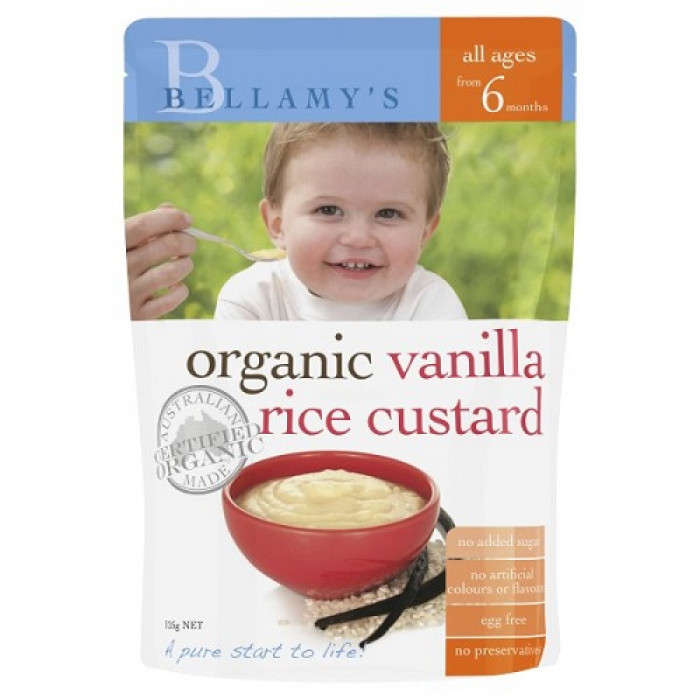 B
BELLAMY'S
all ages
from 6 months
organic vanilla
rice custard
AUSTRALIAN
CERTIFIED
ORGANIC
MADE
no added sugar
no artificial
colours or flavours
egg free
no preservatives
NET
A pure start to life!